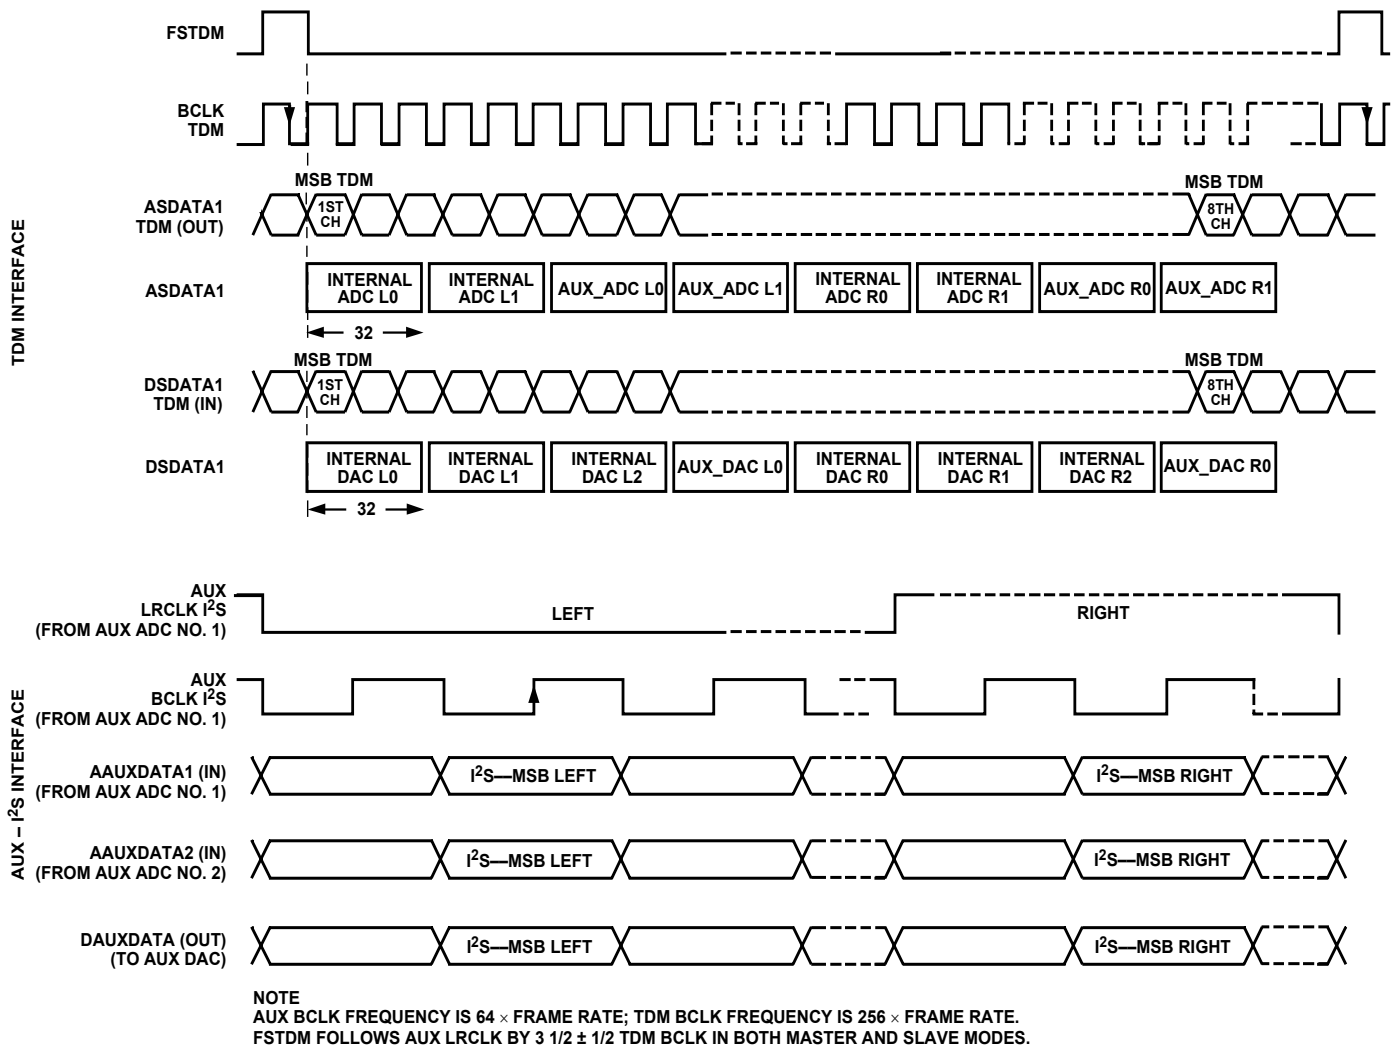 TDM INTERFACE
FSTDM
BCLK
TDM
MSB TDM
MSB TDM
ASDATA1
TDM (OUT)
1ST
CH
8TH
CH
ASDATA1
INTERNAL
ADC L0
INTERNAL
ADC L1
AUX_ADC L0
AUX_ADC L1
INTERNAL
ADC R0
INTERNAL
ADC R1
AUX_ADC R0
AUX_ADC R1
32
MSB TDM
MSB TDM
DSDATA1
TDM (IN)
1ST
CH
8TH
CH
DSDATA1
INTERNAL
DAC L0
INTERNAL
DAC L1
INTERNAL
DAC L2
AUX_DAC L0
INTERNAL
DAC R0
INTERNAL
DAC R1
INTERNAL
DAC R2
AUX_DAC R0
32
AUX – I²S INTERFACE
AUX
LRCLK I²S
(FROM AUX ADC NO. 1)
LEFT
RIGHT
AUX
BCLK I²S
(FROM AUX ADC NO. 1)
AAUXDATA1 (IN)
(FROM AUX ADC NO. 1)
I²S—MSB LEFT
I²S—MSB RIGHT
AAUXDATA2 (IN)
(FROM AUX ADC NO. 2)
I²S—MSB LEFT
I²S—MSB RIGHT
DAUXDATA (OUT)
(TO AUX DAC)
I²S—MSB LEFT
I²S—MSB RIGHT
NOTE
AUX BCLK FREQUENCY IS 64 × FRAME RATE; TDM BCLK FREQUENCY IS 256 × FRAME RATE.
FSTDM FOLLOWS AUX LRCLK BY 3 1/2 ± 1/2 TDM BCLK IN BOTH MASTER AND SLAVE MODES.